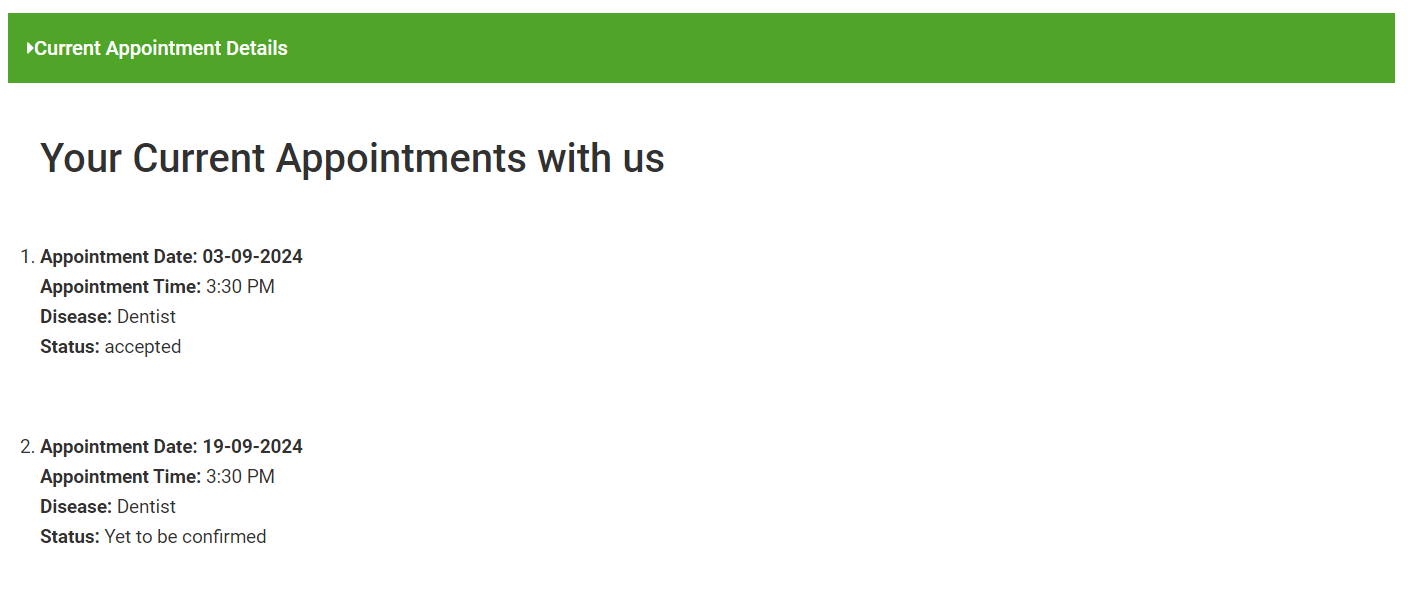 Current Appointment Details
Your Current Appointments with us
1. Appointment Date: 03-09-2024
Appointment Time: 3:30 PM
Disease: Dentist
Status: accepted
2. Appointment Date: 19-09-2024
Appointment Time: 3:30 PM
Disease: Dentist
Status: Yet to be confirmed